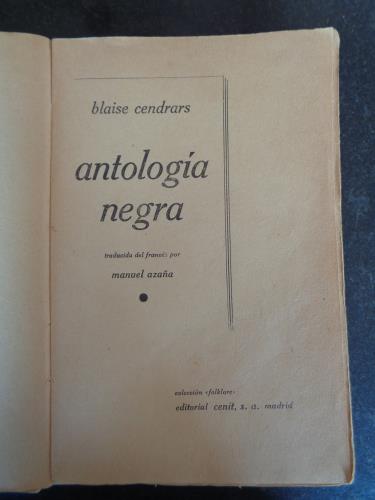 blaise cendrars
antología
negra
traducida del francés por
manuel azaña
colección «folklore»
editorial cenit, s. a. madrid